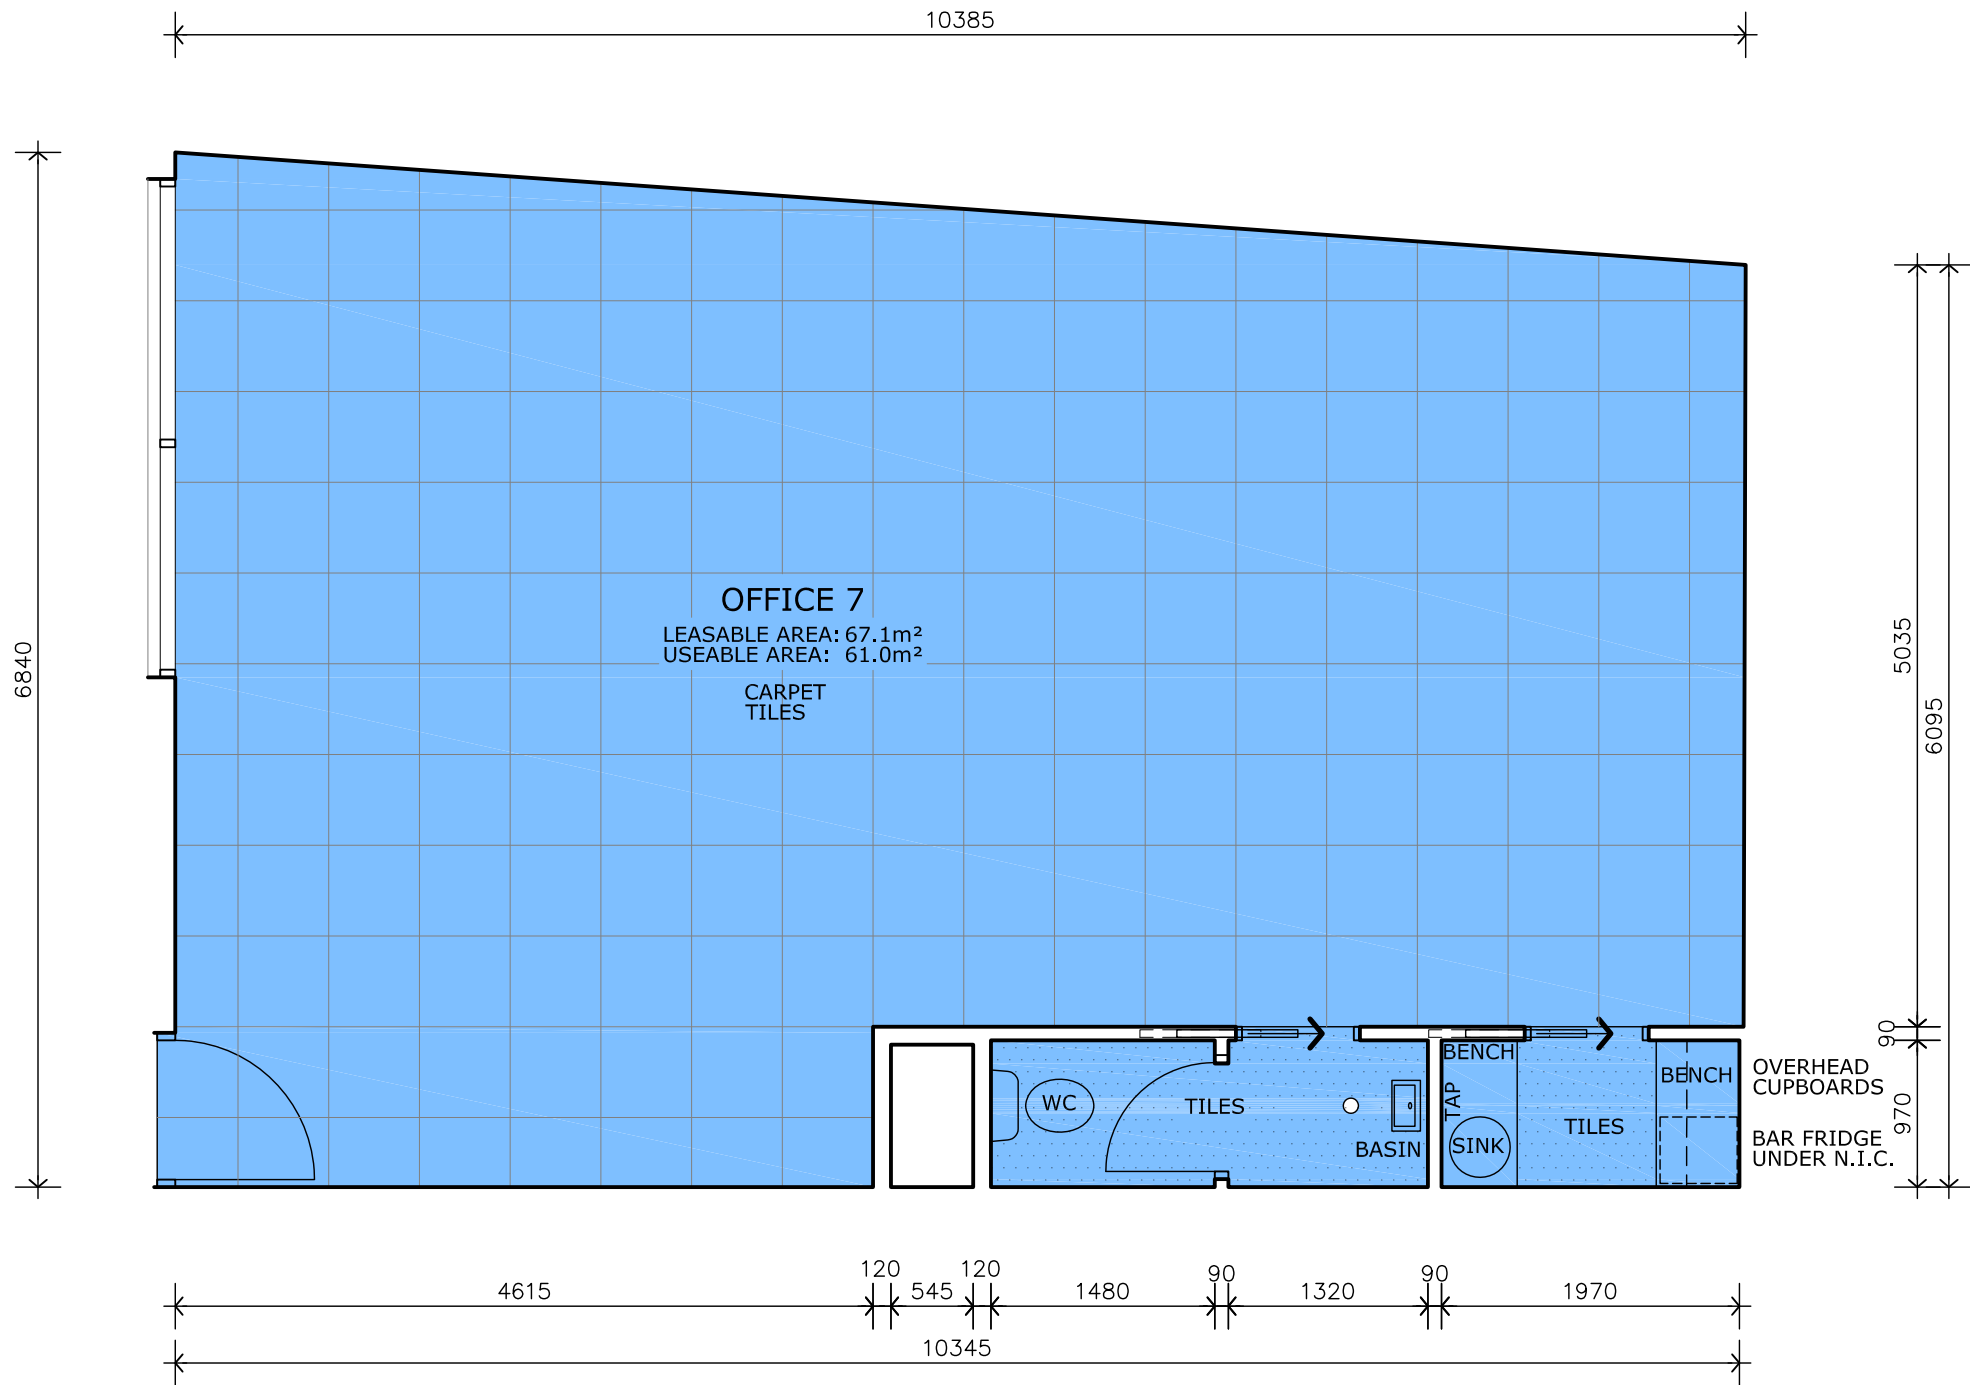 10385
6840
OFFICE 7
LEASABLE AREA: 67.1m²
USEABLE AREA: 61.0m²
CARPET
TILES
5035
6095
90
970
BENCH
TAP
SINK
TILES
BENCH
OVERHEAD
CUPBOARDS
BAR FRIDGE
UNDER N.I.C.
WC
TILES
BASIN
4615
120
545
120
1480
90
1320
90
1970
10345